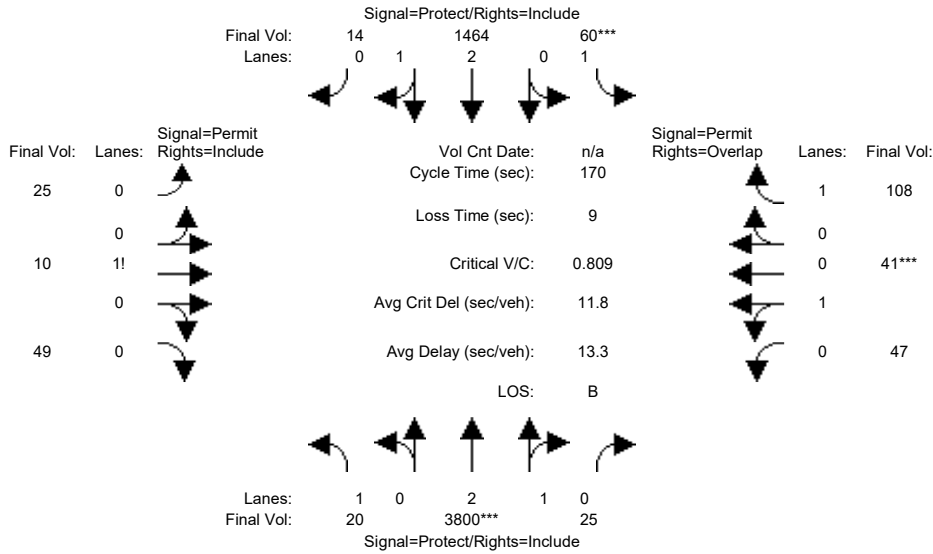 Signal=Protect/Rights=Include
Final Vol: 14 1464 60***
Lanes: 0 1 2 0 1
Signal=Permit
Final Vol: Lanes: Rights=Include
Vol Cnt Date: n/a
Signal=Permit
Rights=Overlap Lanes: Final Vol:
Cycle Time (sec): 170
25 0
1 108
Loss Time (sec): 9
0
0
10 1!
Critical V/C: 0.809
0 41***
0
Avg Crit Del (sec/veh): 11.8
1
49 0
Avg Delay (sec/veh): 13.3
0 47
LOS: B
Lanes: 1 0 2 1 0
Final Vol: 20 3800*** 25
Signal=Protect/Rights=Include